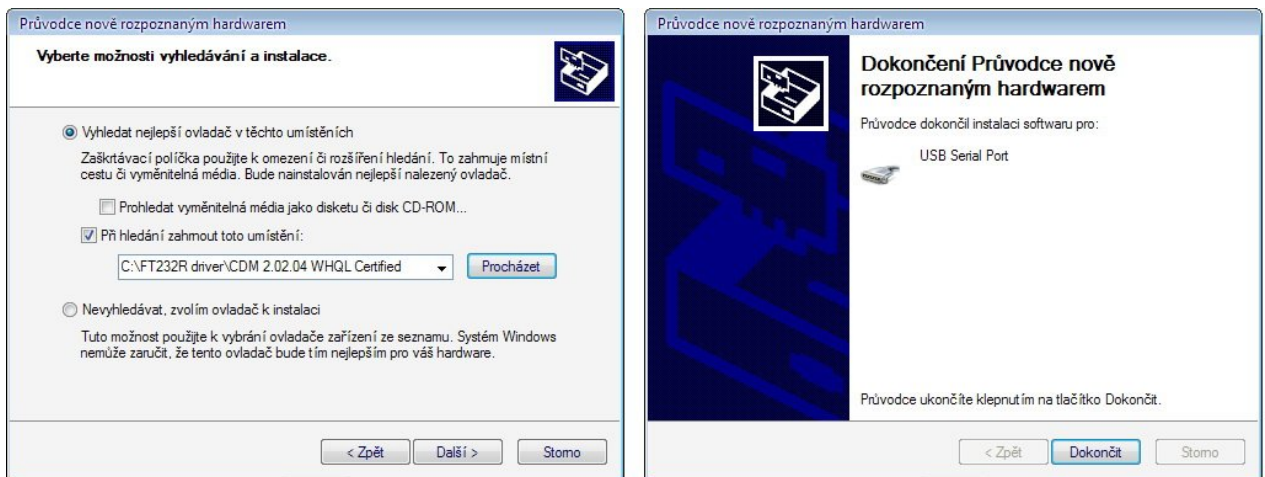 Průvodce nově rozpoznaným hardwarem
Vyberte možnosti vyhledávání a instalace.
Vyhledat nejlepší ovladač v těchto umístěních
Zaškrtávací políčka použijte k omezení či rozšíření hledání. To zahrnuje místní
cestu či vyměnitelná média. Bude nainstalován nejlepší nalezený ovladač.
Prohledat vyměnitelná média jako disketu či disk CD-ROM...
Při hledání zahrnout toto umístění:
C:\FT232R driver\CDM 2.02.04 WHQL Certified
Procházet
Nevyhledávat, zvolím ovladač k instalaci
Tuto možnost použijte k vybrání ovladače zařízení ze seznamu. Systém Windows
nemůže zaručit, že tento ovladač bude tím nejlepším pro váš hardware.
< Zpět
Další >
Storno
Průvodce nově rozpoznaným hardwarem
Dokončení Průvodce nově
rozpoznaným hardwarem
Průvodce dokončil instalaci softwaru pro:
USB Serial Port
Průvodce ukončíte klepnutím na tlačítko Dokončit.
< Zpět
Dokončit
Storno